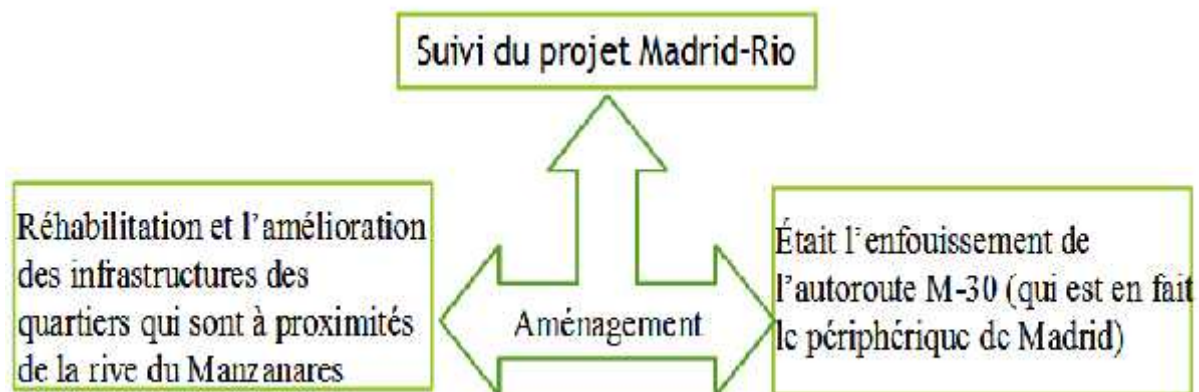 Suivi du projet Madrid-Rio
Réhabilitation et l'amélioration
des infrastructures des
quartiers qui sont à proximités
de la rive du Manzanares
Aménagement
Était l'enfouissement de
l'autoroute M-30 (qui est en fait
le périphérique de Madrid)